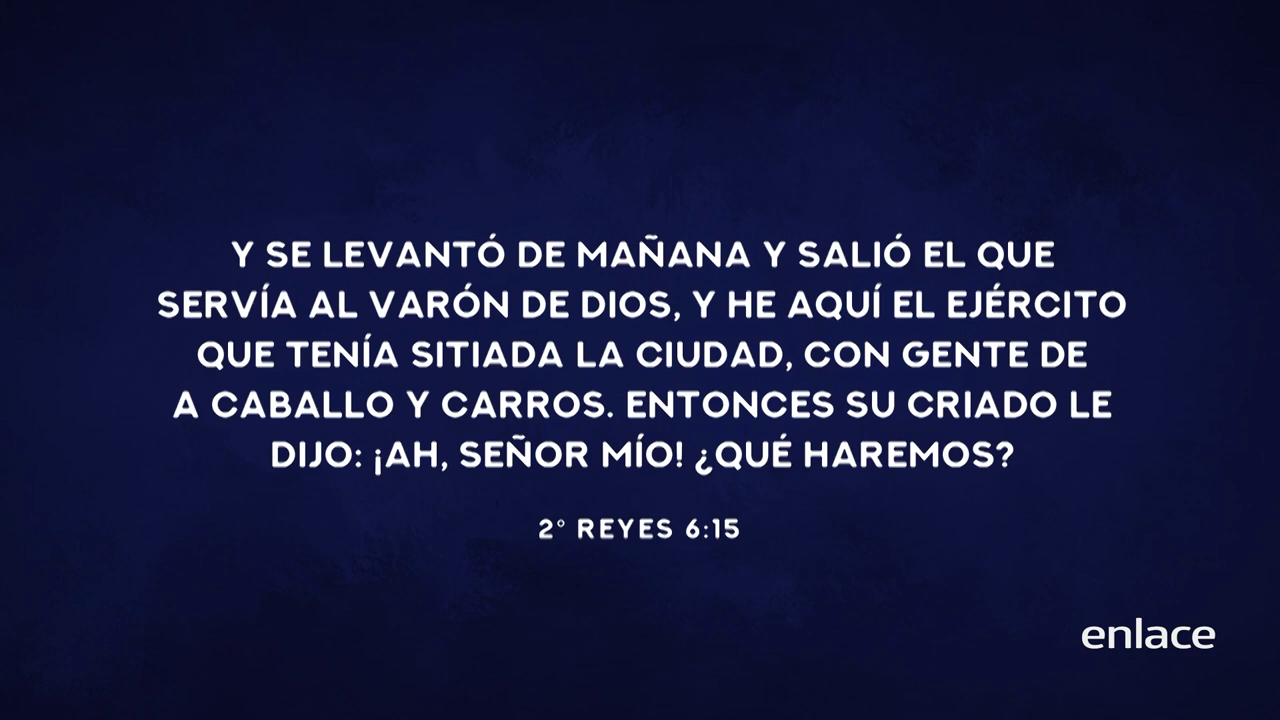 Y SE LEVANTÓ DE MAÑANA Y SALIÓ EL QUE
SERVÍA AL VARÓN DE DIOS, Y HE AQUÍ EL EJÉRCITO
QUE TENÍA SITIADA LA CIUDAD, CON GENTE DE
A CABALLO Y CARROS. ENTONCES SU CRIADO LE
DIJO: ¡AH, SEÑOR MÍO! ¿QUÉ HAREMOS?
2° REYES 6:15
enlace